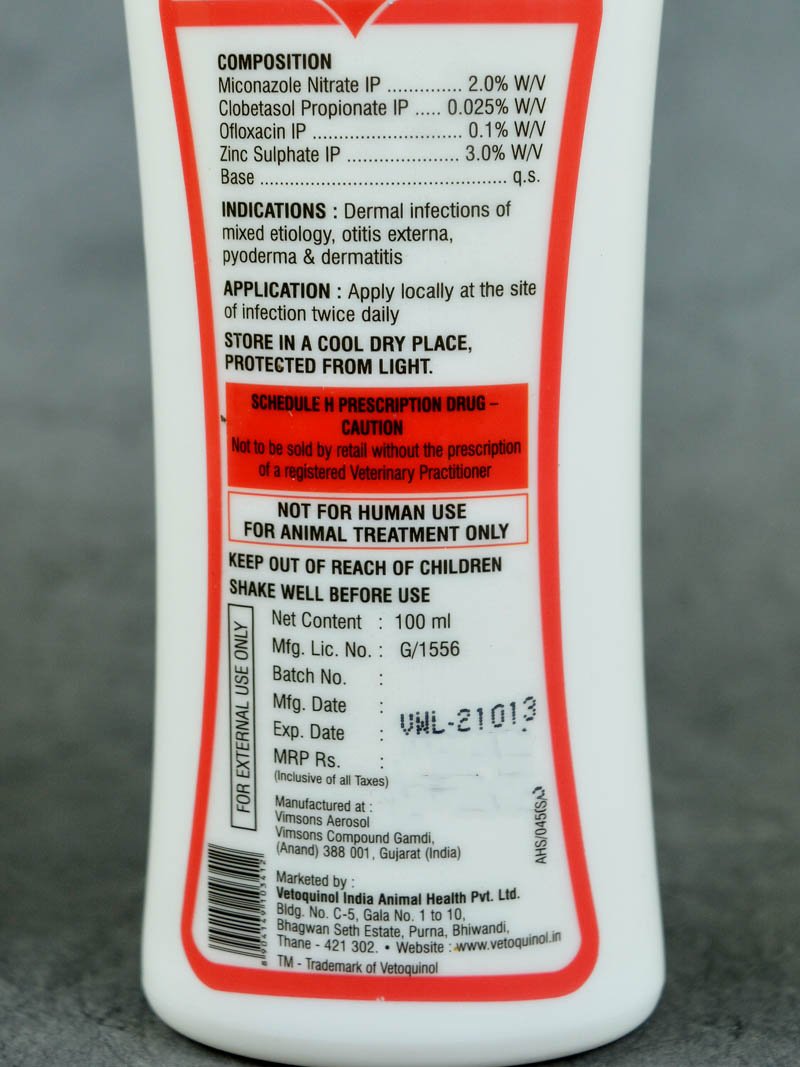 COMPOSITION
Miconazole Nitrate IP .............. 2.0% W/V
Clobetasol Propionate IP ..... 0.025% W/V
Ofloxacin IP ............................ 0.1% W/V
Zinc Sulphate IP ..................... 3.0% W/V
Base ................................................. q.s.
INDICATIONS : Dermal infections of
mixed etiology, otitis externa,
pyoderma & dermatitis
APPLICATION : Apply locally at the site
of infection twice daily
STORE IN A COOL DRY PLACE,
PROTECTED FROM LIGHT.
SCHEDULE H PRESCRIPTION DRUG –
CAUTION
Not to be sold by retail without the prescription
of a registered Veterinary Practitioner
NOT FOR HUMAN USE
FOR ANIMAL TREATMENT ONLY
KEEP OUT OF REACH OF CHILDREN
SHAKE WELL BEFORE USE
FOR EXTERNAL USE ONLY
Net Content : 100 ml
Mfg. Lic. No. : G/1556
Batch No. :
Mfg. Date :
Exp. Date : VWL-21013
MRP Rs. :
(Inclusive of all Taxes)
Manufactured at :
Vimsons Aerosol
Vimsons Compound Gamdi,
(Anand) 388 001, Gujarat (India)
Marketed by :
Vetoquinol India Animal Health Pvt. Ltd.
Bldg. No. C-5, Gala No. 1 to 10,
Bhagwan Seth Estate, Purna, Bhiwandi,
Thane - 421 302. • Website : www.vetoquinol.in
TM - Trademark of Vetoquinol
8904149103412